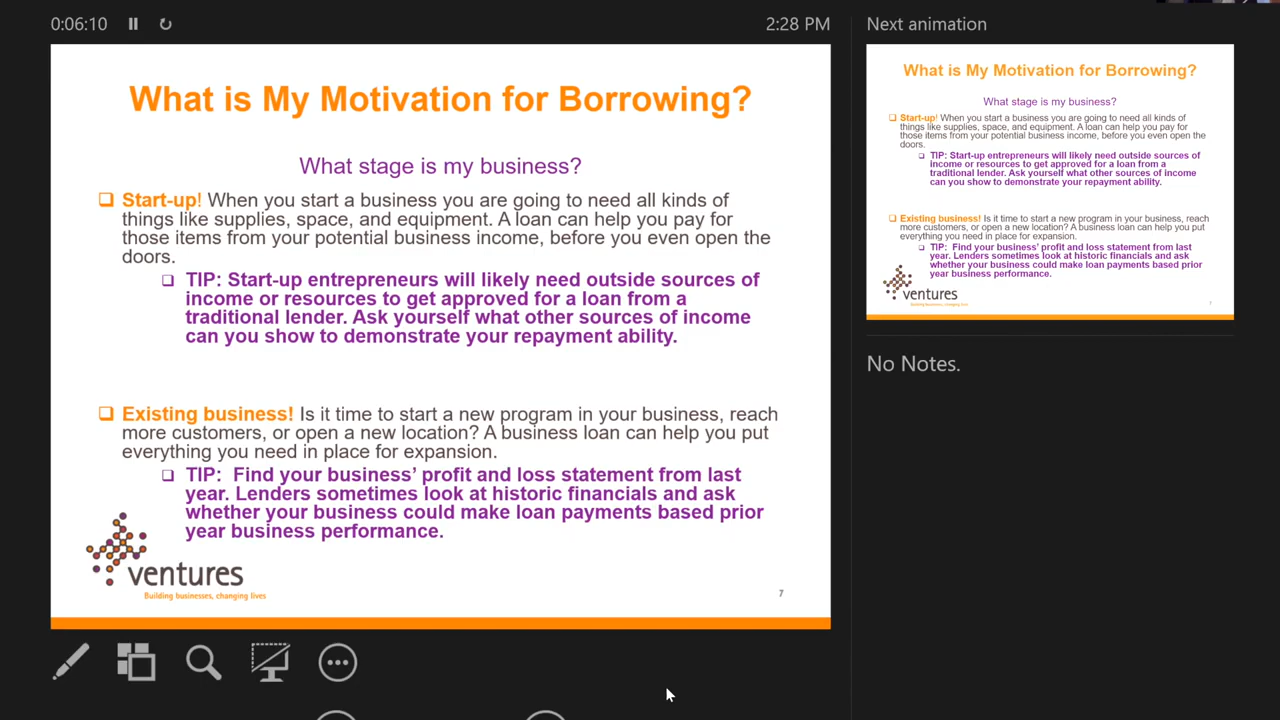 0:06:10
2:28 PM
Next animation
What is My Motivation for Borrowing?
What stage is my business?
Start-up! When you start a business you are going to need all kinds of
things like supplies, space, and equipment. A loan can help you pay for
those items from your potential business income, before you even open the
doors.
TIP: Start-up entrepreneurs will likely need outside sources of
income or resources to get approved for a loan from a
traditional lender. Ask yourself what other sources of income
can you show to demonstrate your repayment ability.
Existing business! Is it time to start a new program in your business, reach
more customers, or open a new location? A business loan can help you put
everything you need in place for expansion.
TIP:  Find your business’ profit and loss statement from last
year. Lenders sometimes look at historic financials and ask
whether your business could make loan payments based prior
year business performance.
ventures
Building businesses, changing lives
7
What is My Motivation for Borrowing?
What stage is my business?
Start-up! When you start a business you are going to need all kinds of
things like supplies, space, and equipment. A loan can help you pay for
those items from your potential business income, before you even open the
doors.
TIP: Start-up entrepreneurs will likely need outside sources of
income or resources to get approved for a loan from a
traditional lender. Ask yourself what other sources of income
can you show to demonstrate your repayment ability.
Existing business! Is it time to start a new program in your business, reach
more customers, or open a new location? A business loan can help you put
everything you need in place for expansion.
TIP:  Find your business’ profit and loss statement from last
year. Lenders sometimes look at historic financials and ask
whether your business could make loan payments based prior
year business performance.
ventures
Building businesses, changing lives
7
No Notes.